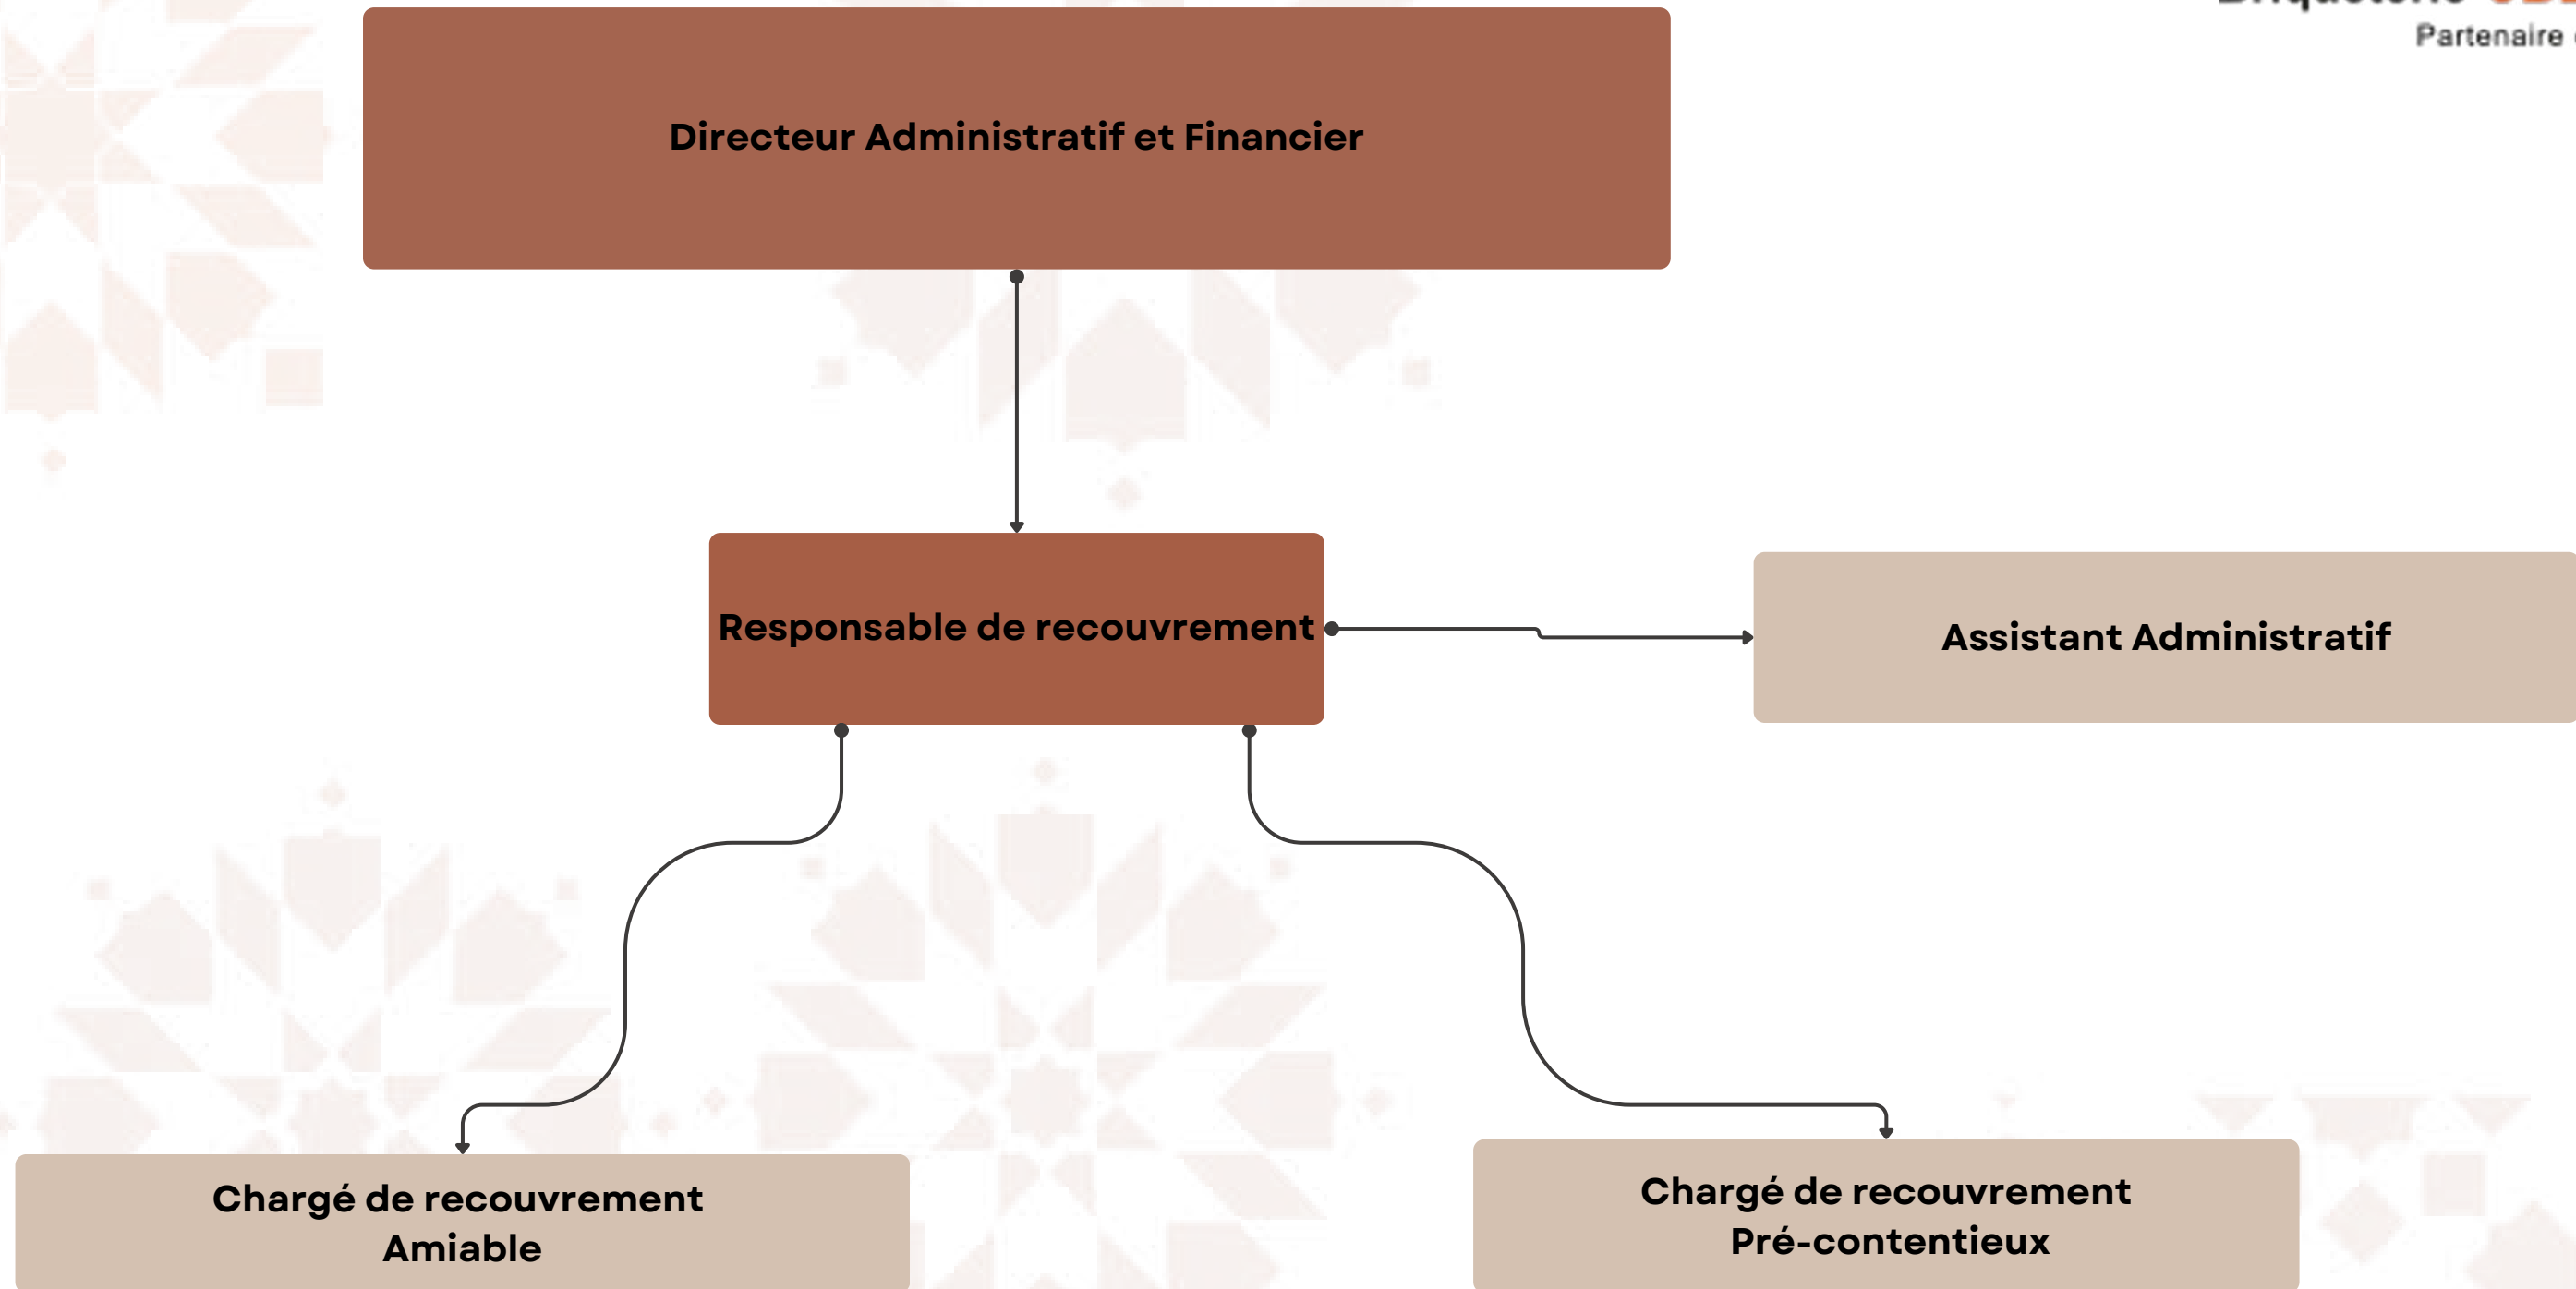 Briqueterie
Partenaire
Directeur Administratif et Financier
Responsable de recouvrement
Assistant Administratif
Chargé de recouvrement
Amiable
Chargé de recouvrement
Pré-contentieux